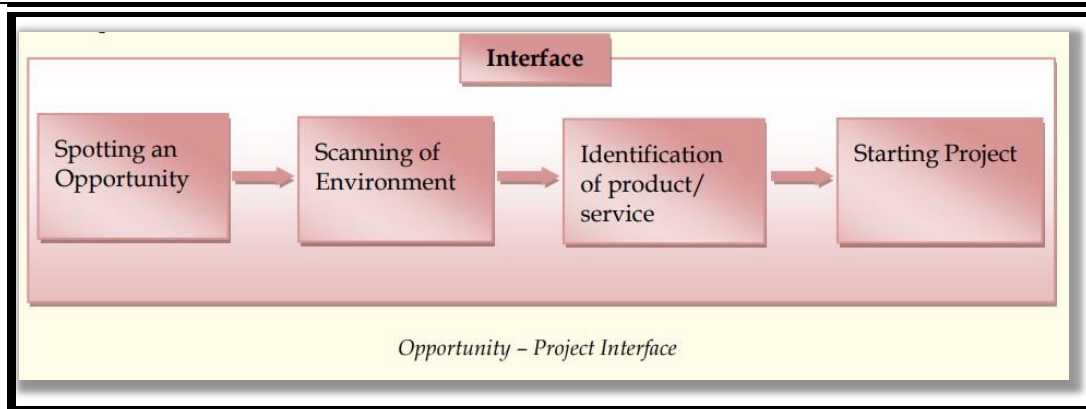 Interface
Spotting an
Opportunity
Scanning of
Environment
Identification
of product/
service
Starting Project
Opportunity – Project Interface